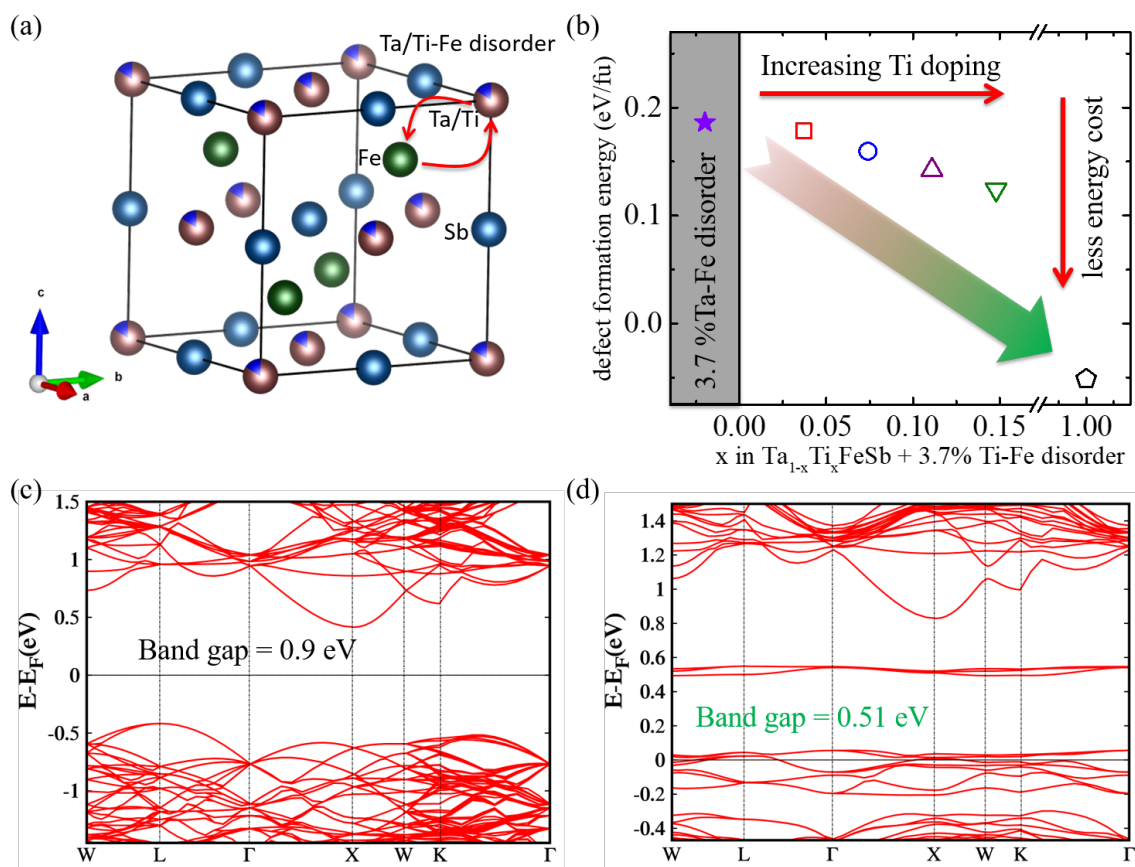 (a)
Ta/Ti-Fe disorder
Ta/Ti
Fe
Sb
c
b
a
(b)
defect formation energy (eV/fu)
0.2
0.1
0.0
3.7 %Ta-Fe disorder
Increasing Ti doping
less energy cost
0.00 0.05 0.10 0.15 1.00
x in Ta1-xTixFeSb + 3.7% Ti-Fe disorder
(c)
E-EF(eV)
1.5
1
0.5
0
-0.5
-1
Band gap = 0.9 eV
W L Γ X W K Γ
(d)
E-EF(eV)
1.4
1.2
1
0.8
0.6
0.4
0.2
0
-0.2
-0.4
Band gap = 0.51 eV
W L Γ X W K Γ